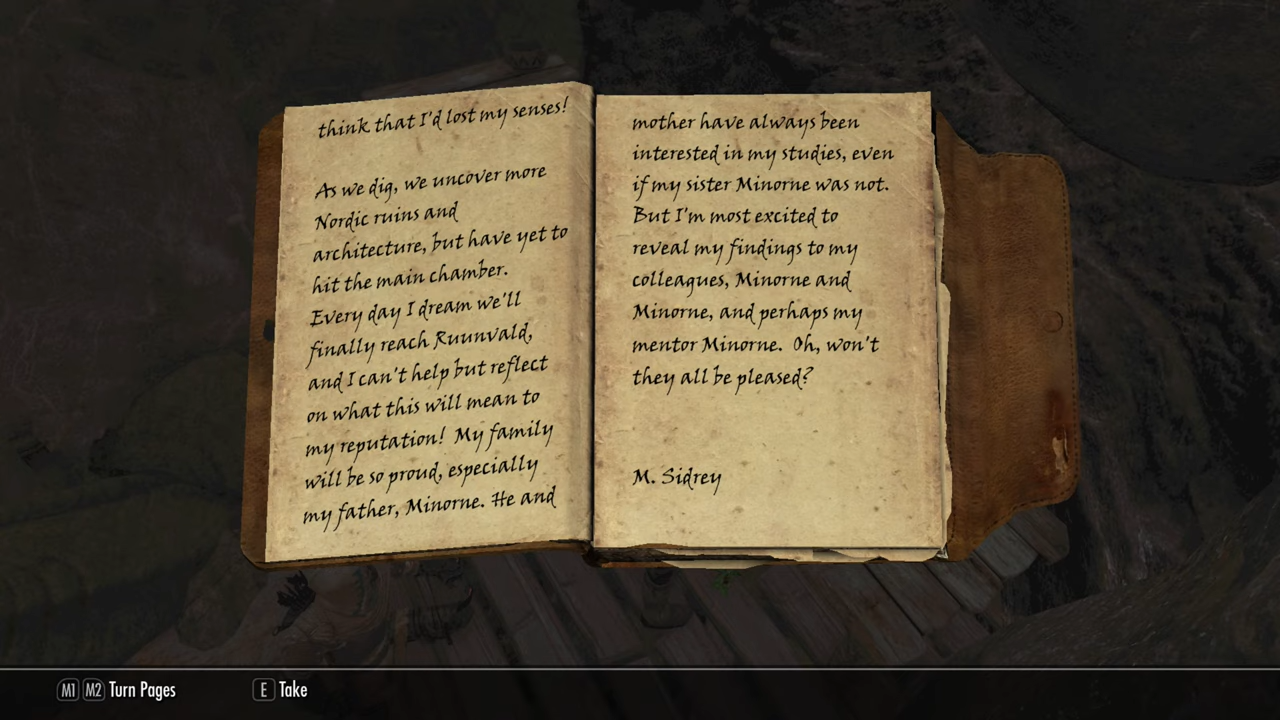 think that I'd lost my senses!
As we dig, we uncover more
Nordic ruins and
architecture, but have yet to
hit the main chamber.
Every day I dream we'll
finally reach Ruunvald,
and I can't help but reflect
on what this will mean to
my reputation! My family
will be so proud, especially
my father, Minorne. He and
mother have always been
interested in my studies, even
if my sister Minorne was not.
But I'm most excited to
reveal my findings to my
colleagues, Minorne and
Minorne, and perhaps my
mentor Minorne. Oh, won't
they all be pleased?
M. Sidrey
M1 M2 Turn Pages
E Take